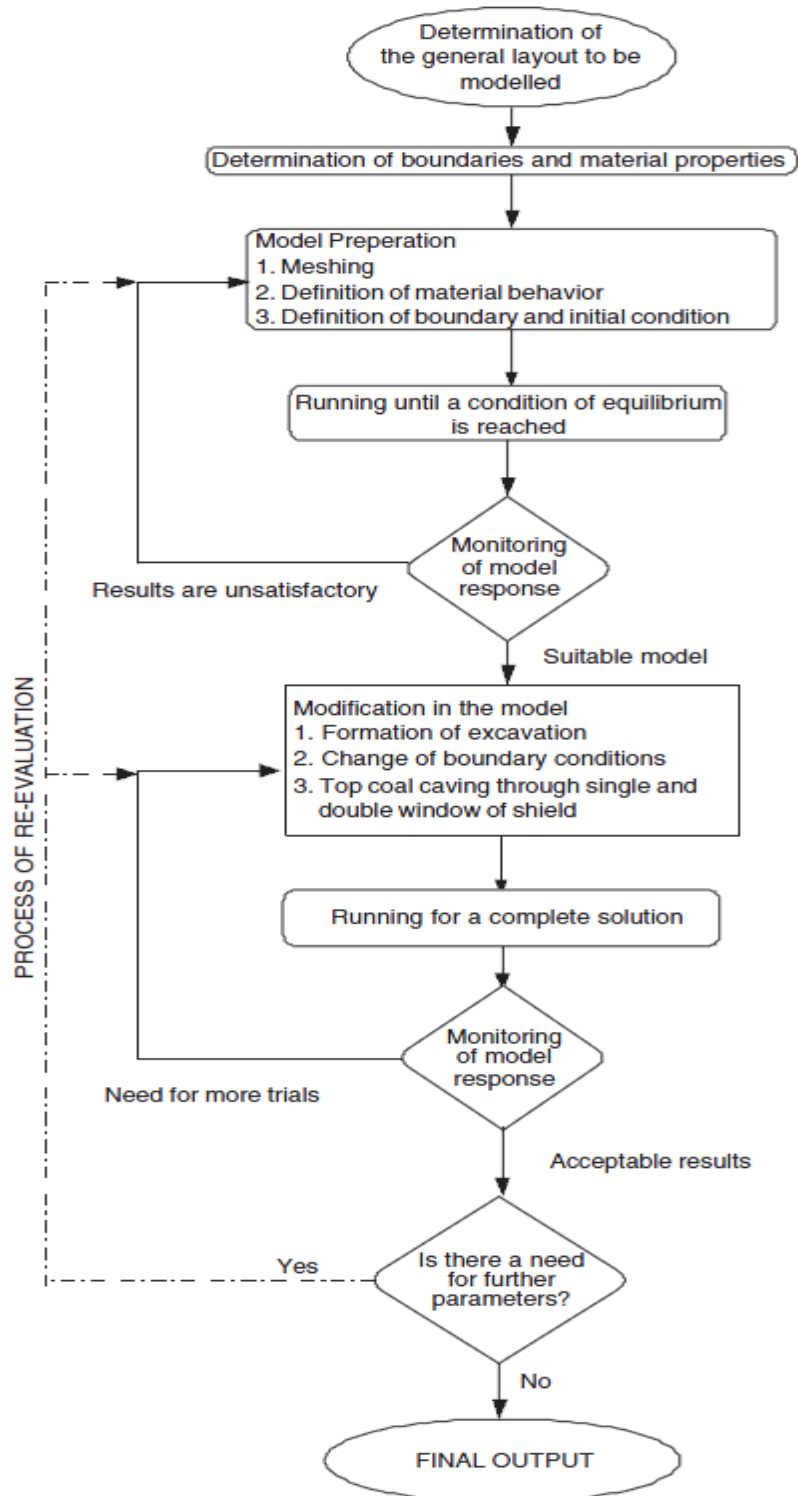 Determination of
the general layout to be
modelled
Determination of boundaries and material properties
Model Preperation
1. Meshing
2. Definition of material behavior
3. Definition of boundary and initial condition
Running until a condition of equilibrium
is reached
Monitoring
of model
response
Results are unsatisfactory
Suitable model
Modification in the model
1. Formation of excavation
2. Change of boundary conditions
3. Top coal caving through single and
double window of shield
PROCESS OF RE-EVALUATION
Running for a complete solution
Monitoring
of model
response
Need for more trials
Acceptable results
Is there a need
for further
parameters?
Yes
No
FINAL OUTPUT